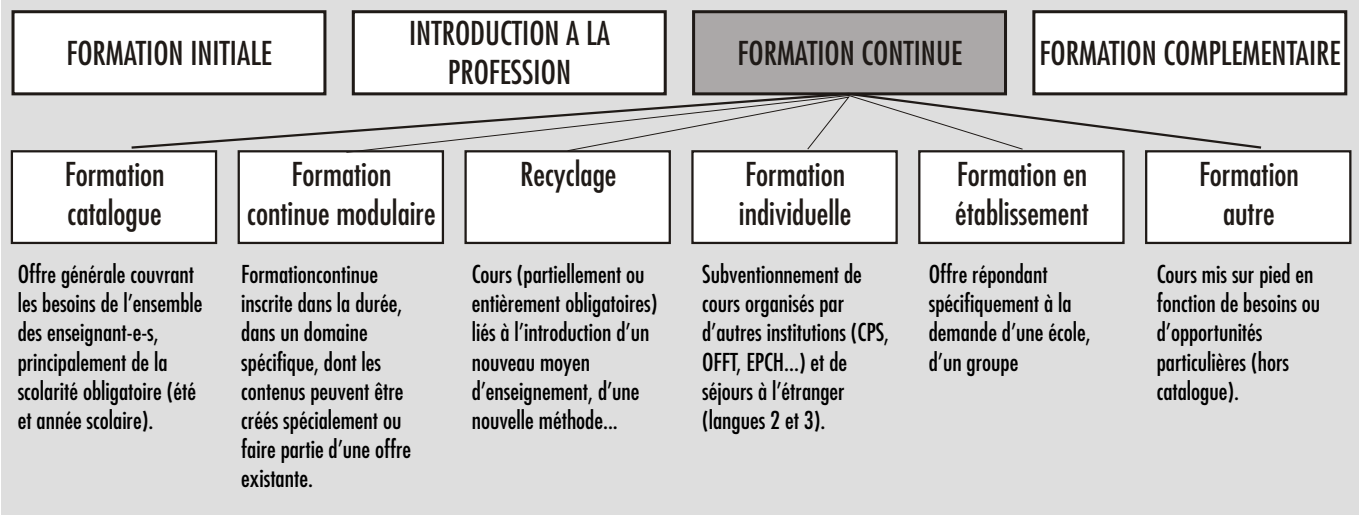 FORMATION INITIALE
INTRODUCTION A LA
PROFESSION
FORMATION CONTINUE
FORMATION COMPLEMENTAIRE
Formation
catalogue
Formation
continue modulaire
Recyclage
Formation
individuelle
Formation en
établissement
Formation
autre
Offre générale couvrant
les besoins de l'ensemble
des enseignant-e-s,
principalement de la
scolarité obligatoire (été
et année scolaire).
Formationcontinue
inscrite dans la durée,
dans un domaine
spécifique, dont les
contenus peuvent être
créés spécialement ou
faire partie d'une offre
existante.
Cours (partiellement ou
entièrement obligatoires)
liés à l'introduction d'un
nouveau moyen
d'enseignement, d'une
nouvelle méthode...
Subventionnement de
cours organisés par
d'autres institutions (CPS,
OFFT, EPCH...) et de
séjours à l'étranger
(langues 2 et 3).
Offre répondant
spécifiquement à la
demande d'une école,
d'un groupe
Cours mis sur pied en
fonction de besoins ou
d'opportunités
particulières (hors
catalogue).